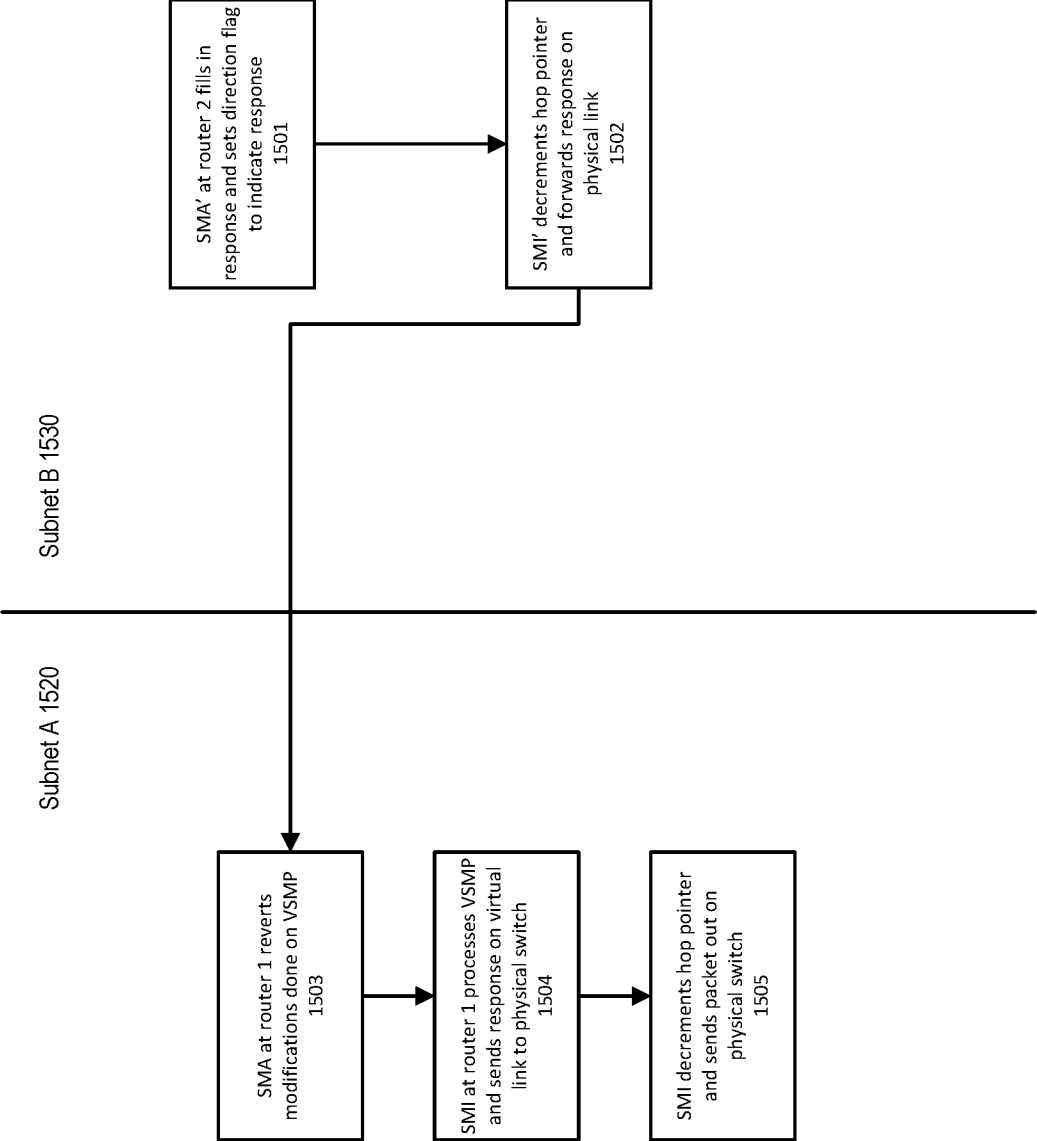 Subnet A 1520
Subnet B 1530
SMA' at router 2 fills in
response and sets direction flag
to indicate response
1501
SMI' decrements hop pointer
and forwards response on
physical link
1502
SMA at router 1 reverts
modifications done on VSMP
1503
SMI at router 1 processes VSMP
and sends response on virtual
link to physical switch
1504
SMI decrements hop pointer
and sends packet out on
physical switch
1505